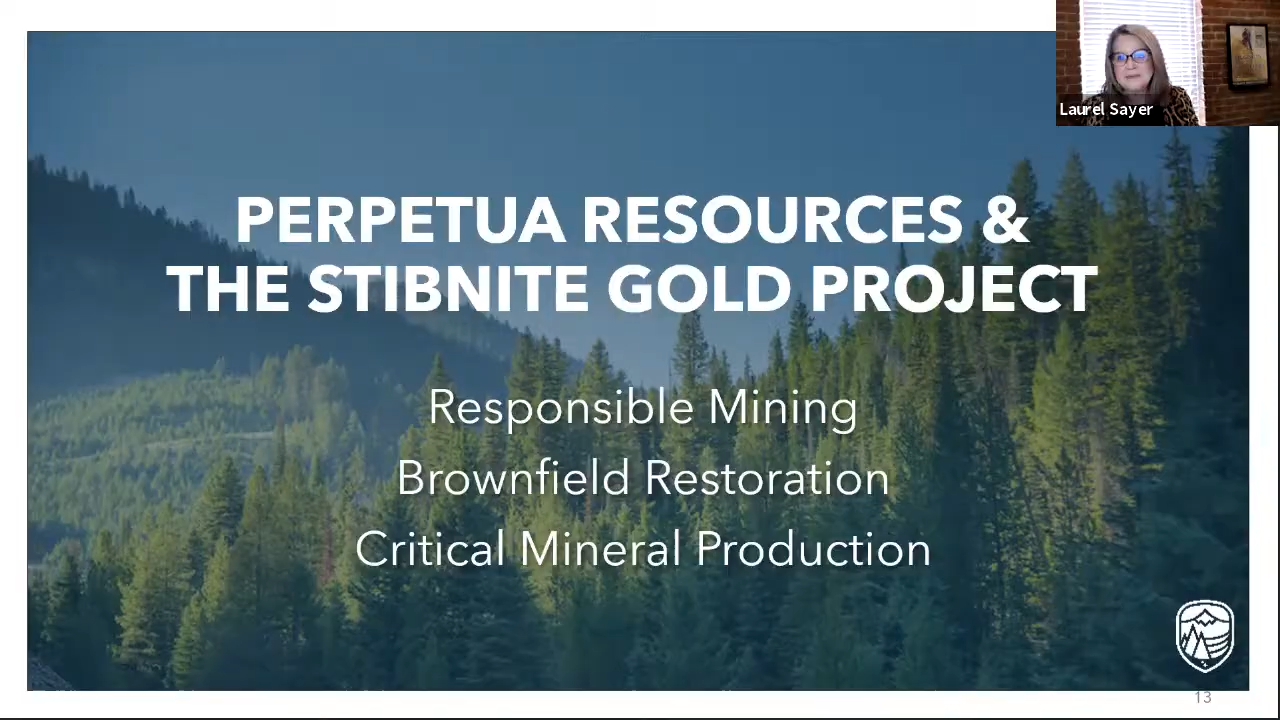 Laurel Sayer
PERPETUA RESOURCES &
THE STIBNITE GOLD PROJECT
Responsible Mining
Brownfield Restoration
Critical Mineral Production
13